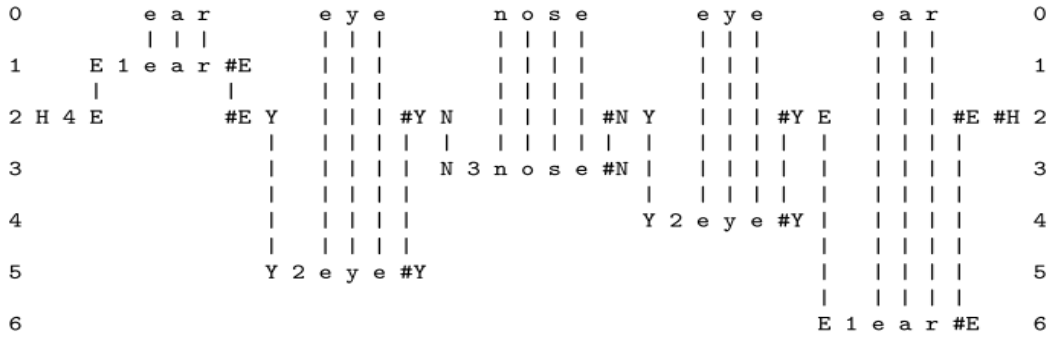 0 e a r e y e n o s e e y e e a r 0
1 E 1 e a r #E 1
2 H 4 E #E Y #Y N #N Y #Y E #E #H 2
3 N 3 n o s e #N 3
4 Y 2 e y e #Y 4
5 Y 2 e y e #Y 5
6 E 1 e a r #E 6